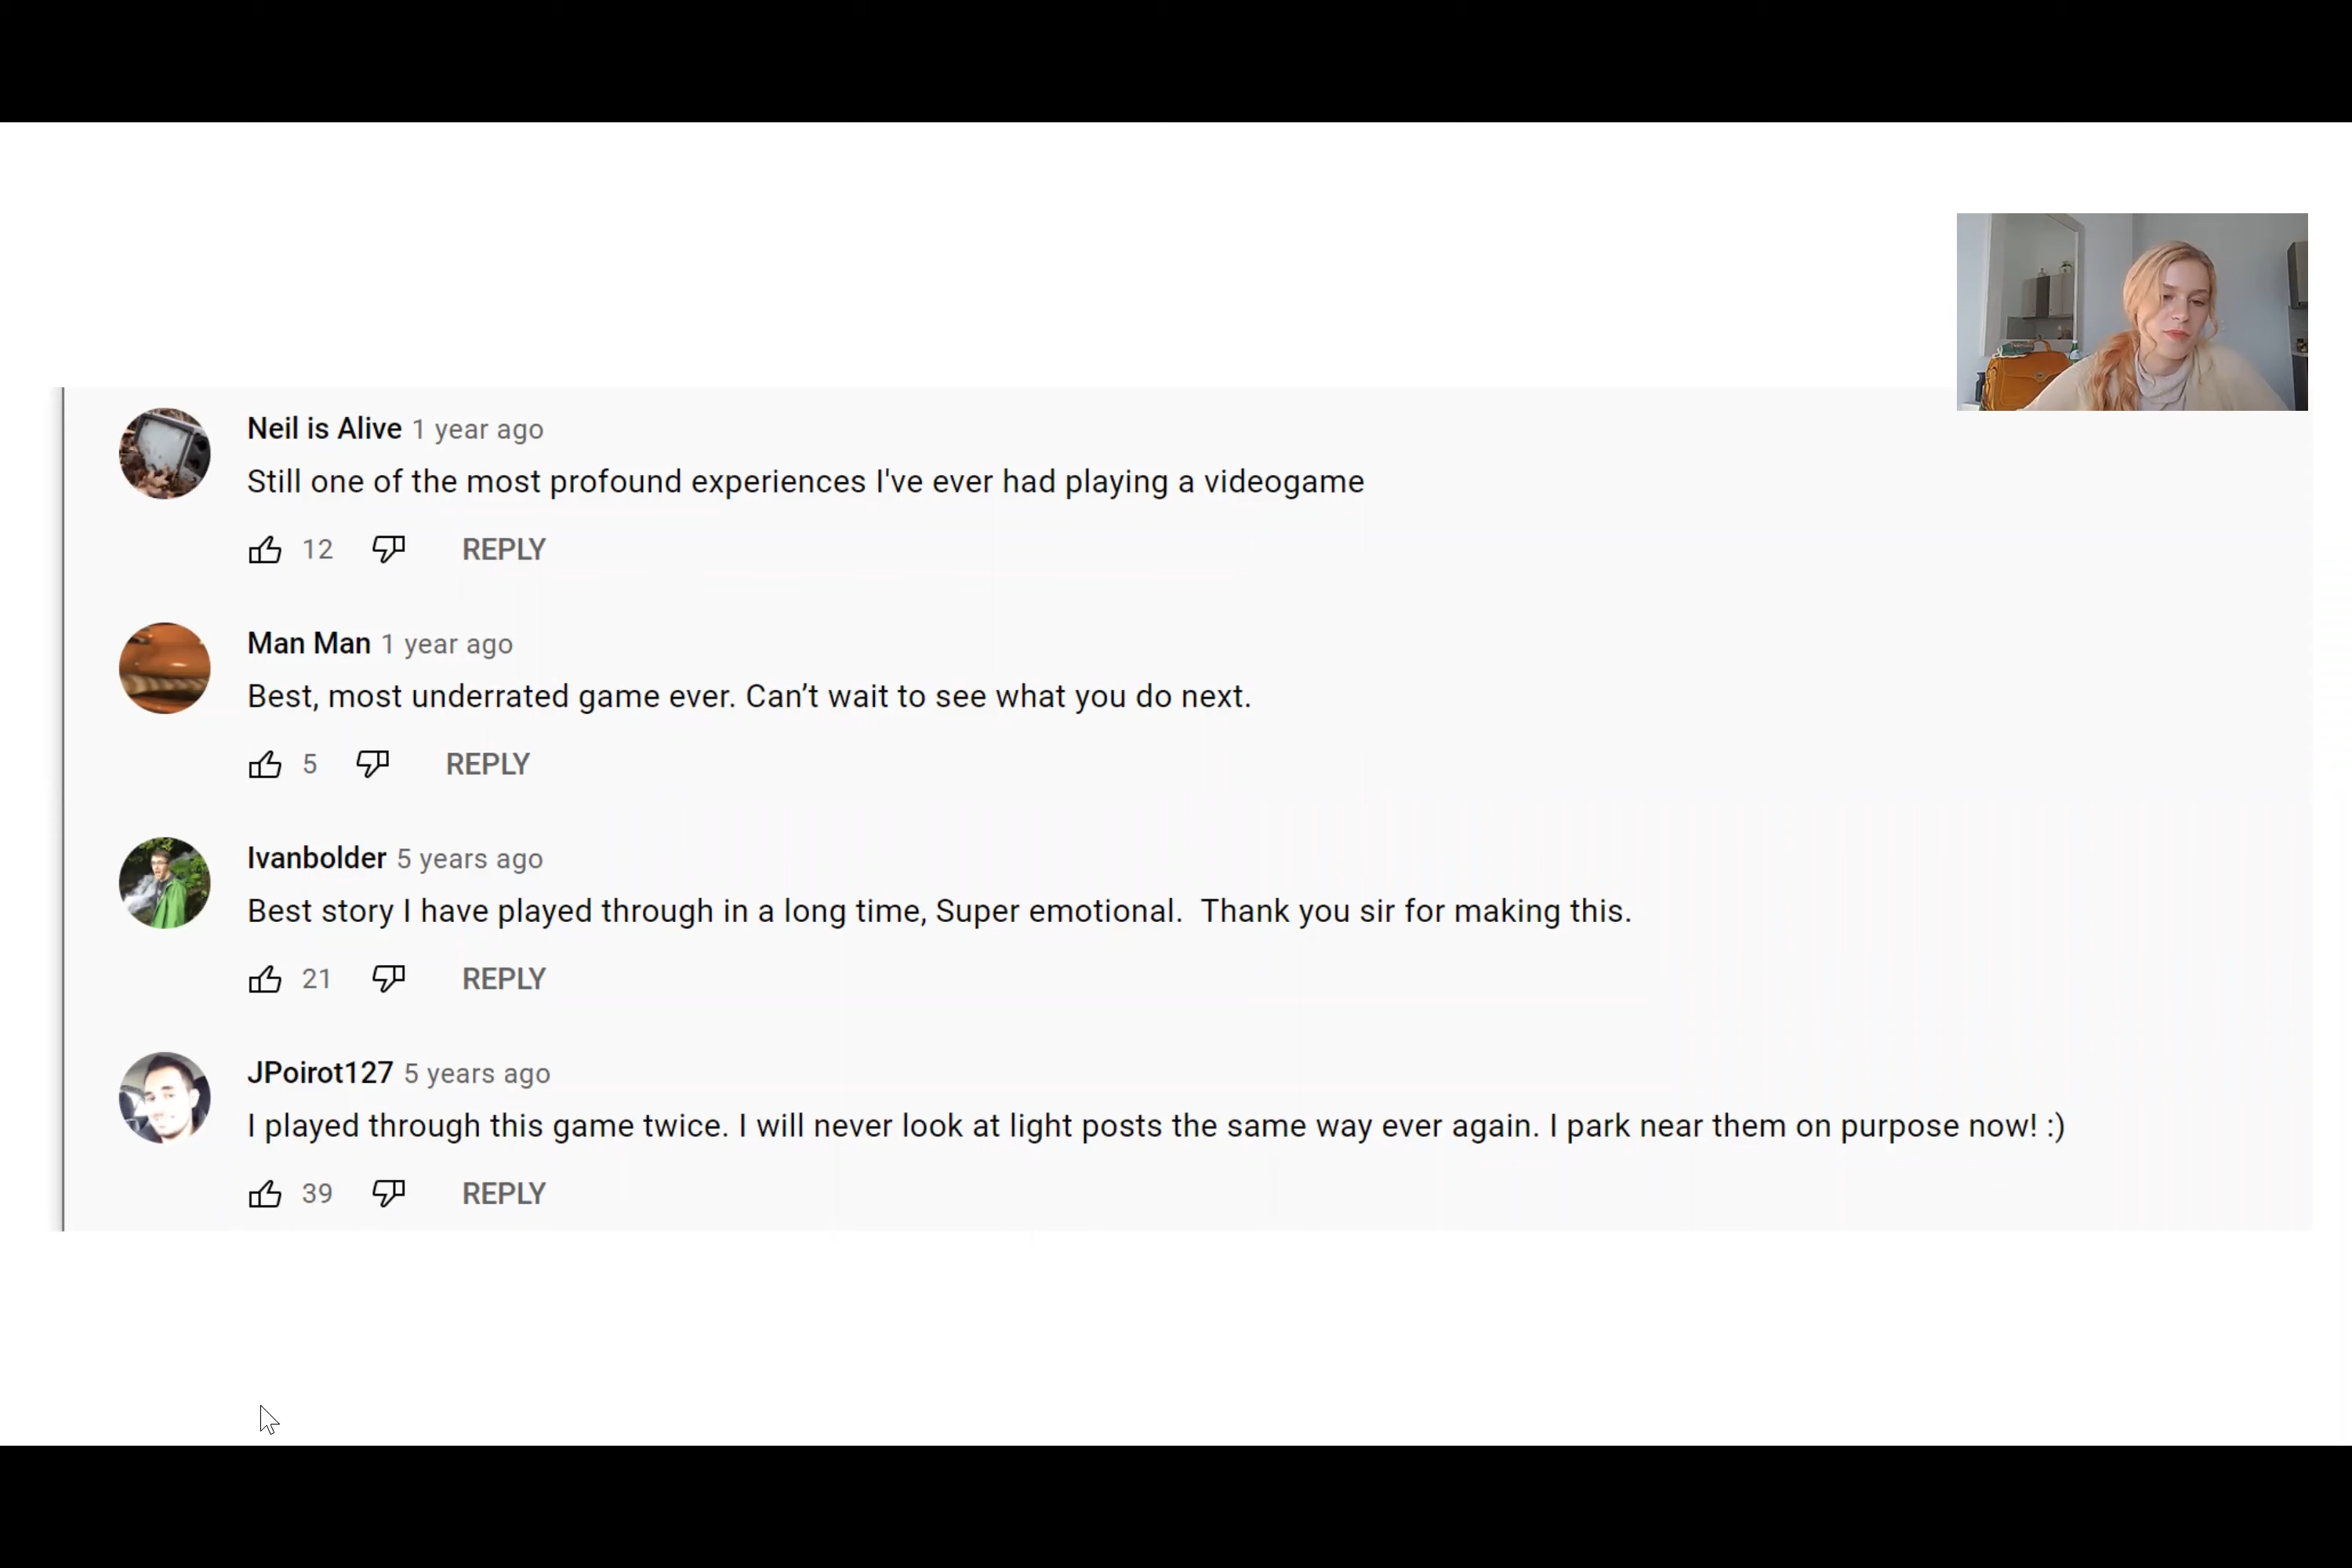 Neil is Alive 1 year ago
Still one of the most profound experiences I've ever had playing a videogame
12 REPLY
Man Man 1 year ago
Best, most underrated game ever. Can’t wait to see what you do next.
5 REPLY
Ivanbolder 5 years ago
Best story I have played through in a long time, Super emotional.  Thank you sir for making this.
21 REPLY
JPoirot127 5 years ago
I played through this game twice. I will never look at light posts the same way ever again. I park near them on purpose now! :)
39 REPLY